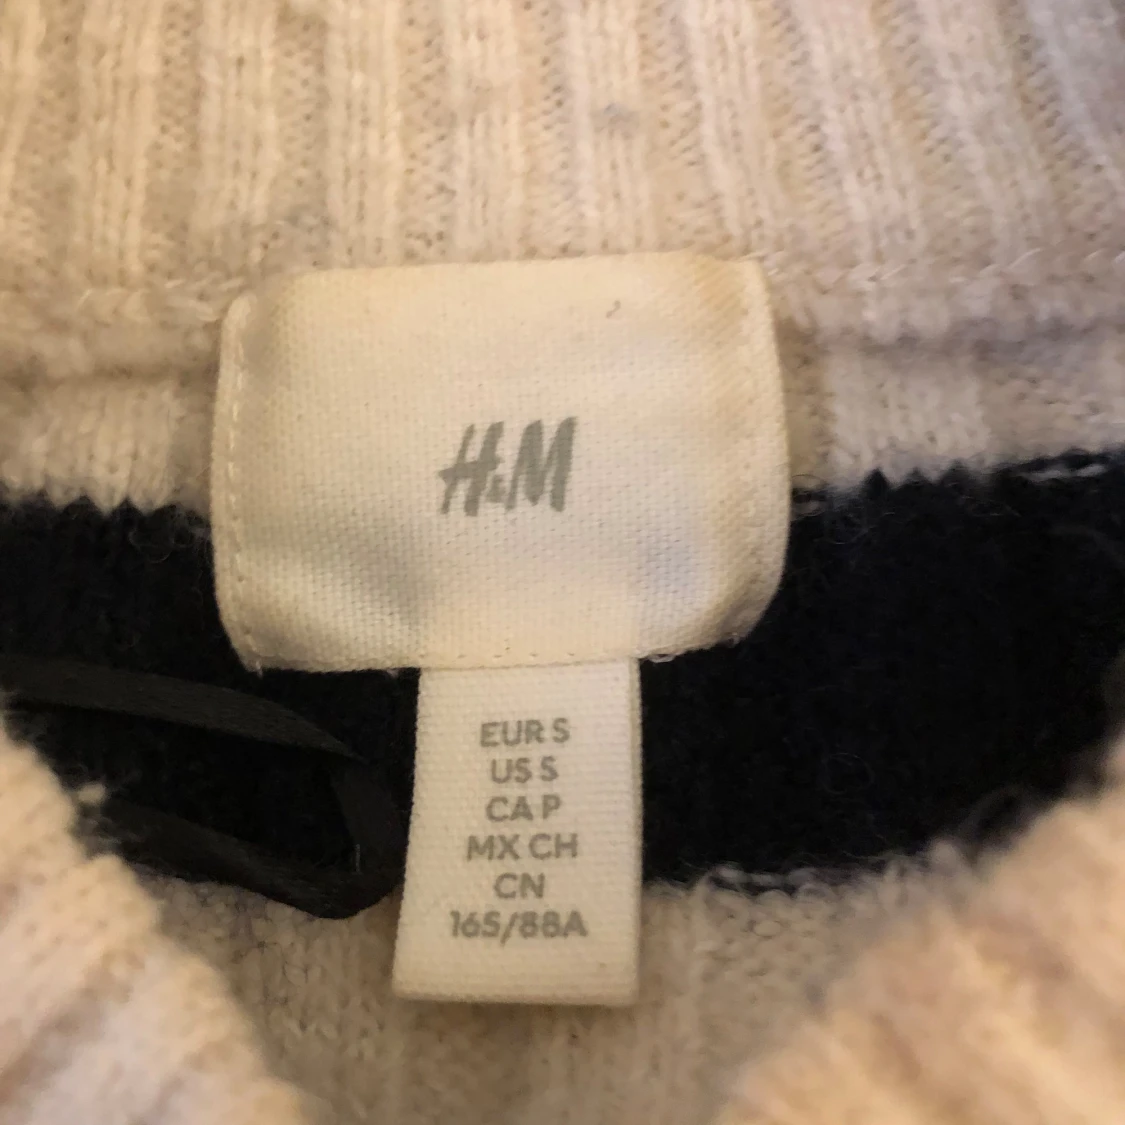 H&M
EUR S
US S
CA P
MX CH
CN
165/88A